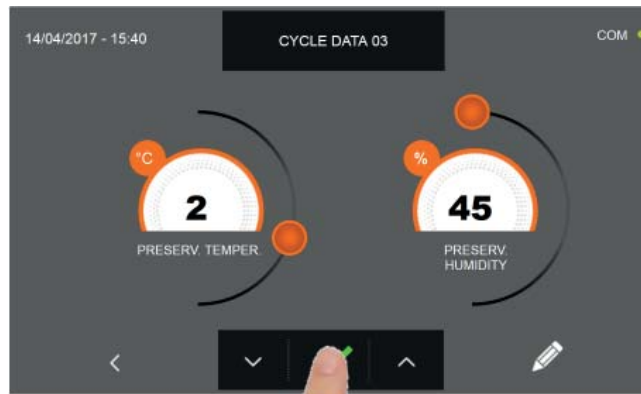 14/04/2017 - 15:40
CYCLE DATA 03
COM
°C
2
PRESERV. TEMPER.
%
45
PRESERV.
HUMIDITY